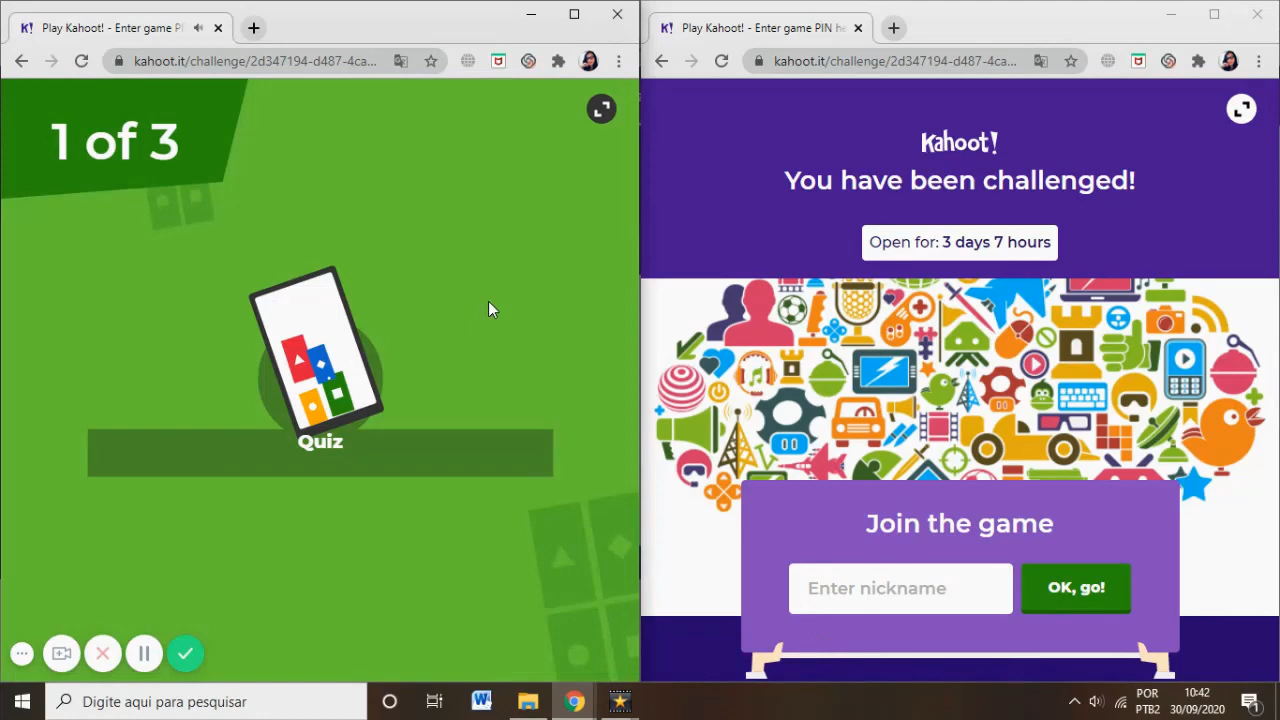 Play Kahoot! - Enter game PI
kahoot.it/challenge/2d347194-d487-4ca...
1 of 3
Quiz
Play Kahoot! - Enter game PIN he
kahoot.it/challenge/2d347194-d487-4ca...
Kahoot!
You have been challenged!
Open for: 3 days 7 hours
Join the game
Enter nickname
OK, go!
Digite aqui para pesquisar
POR
PTB2
10:42
30/09/2020
1